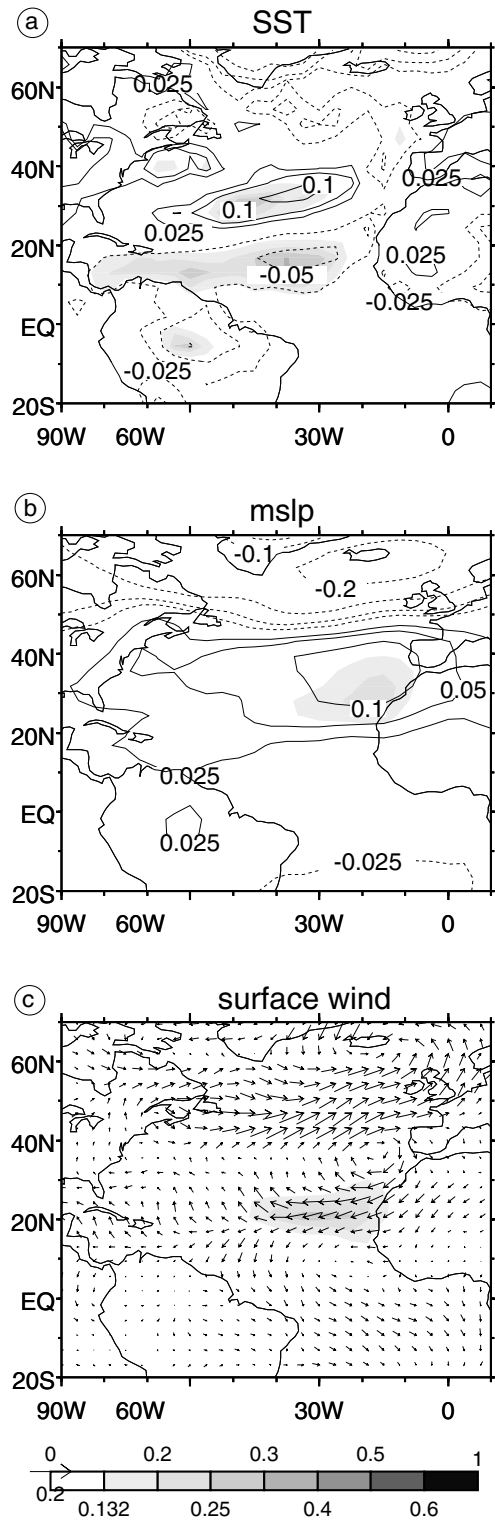 a SST
60N
0.025
40N
0.025
0.1
0.1
0.025
20N
0.025
-0.05
-0.025
EQ
-0.025
20S
90W 60W 30W 0
b mslp
-0.1
60N
-0.2
40N
0.05
0.1
20N
0.025
EQ
0.025
-0.025
20S
90W 60W 30W 0
c surface wind
60N
40N
20N
EQ
20S
90W 60W 30W 0
0 0.2 0.3 0.5 1
0.2
0.132 0.25 0.4 0.6